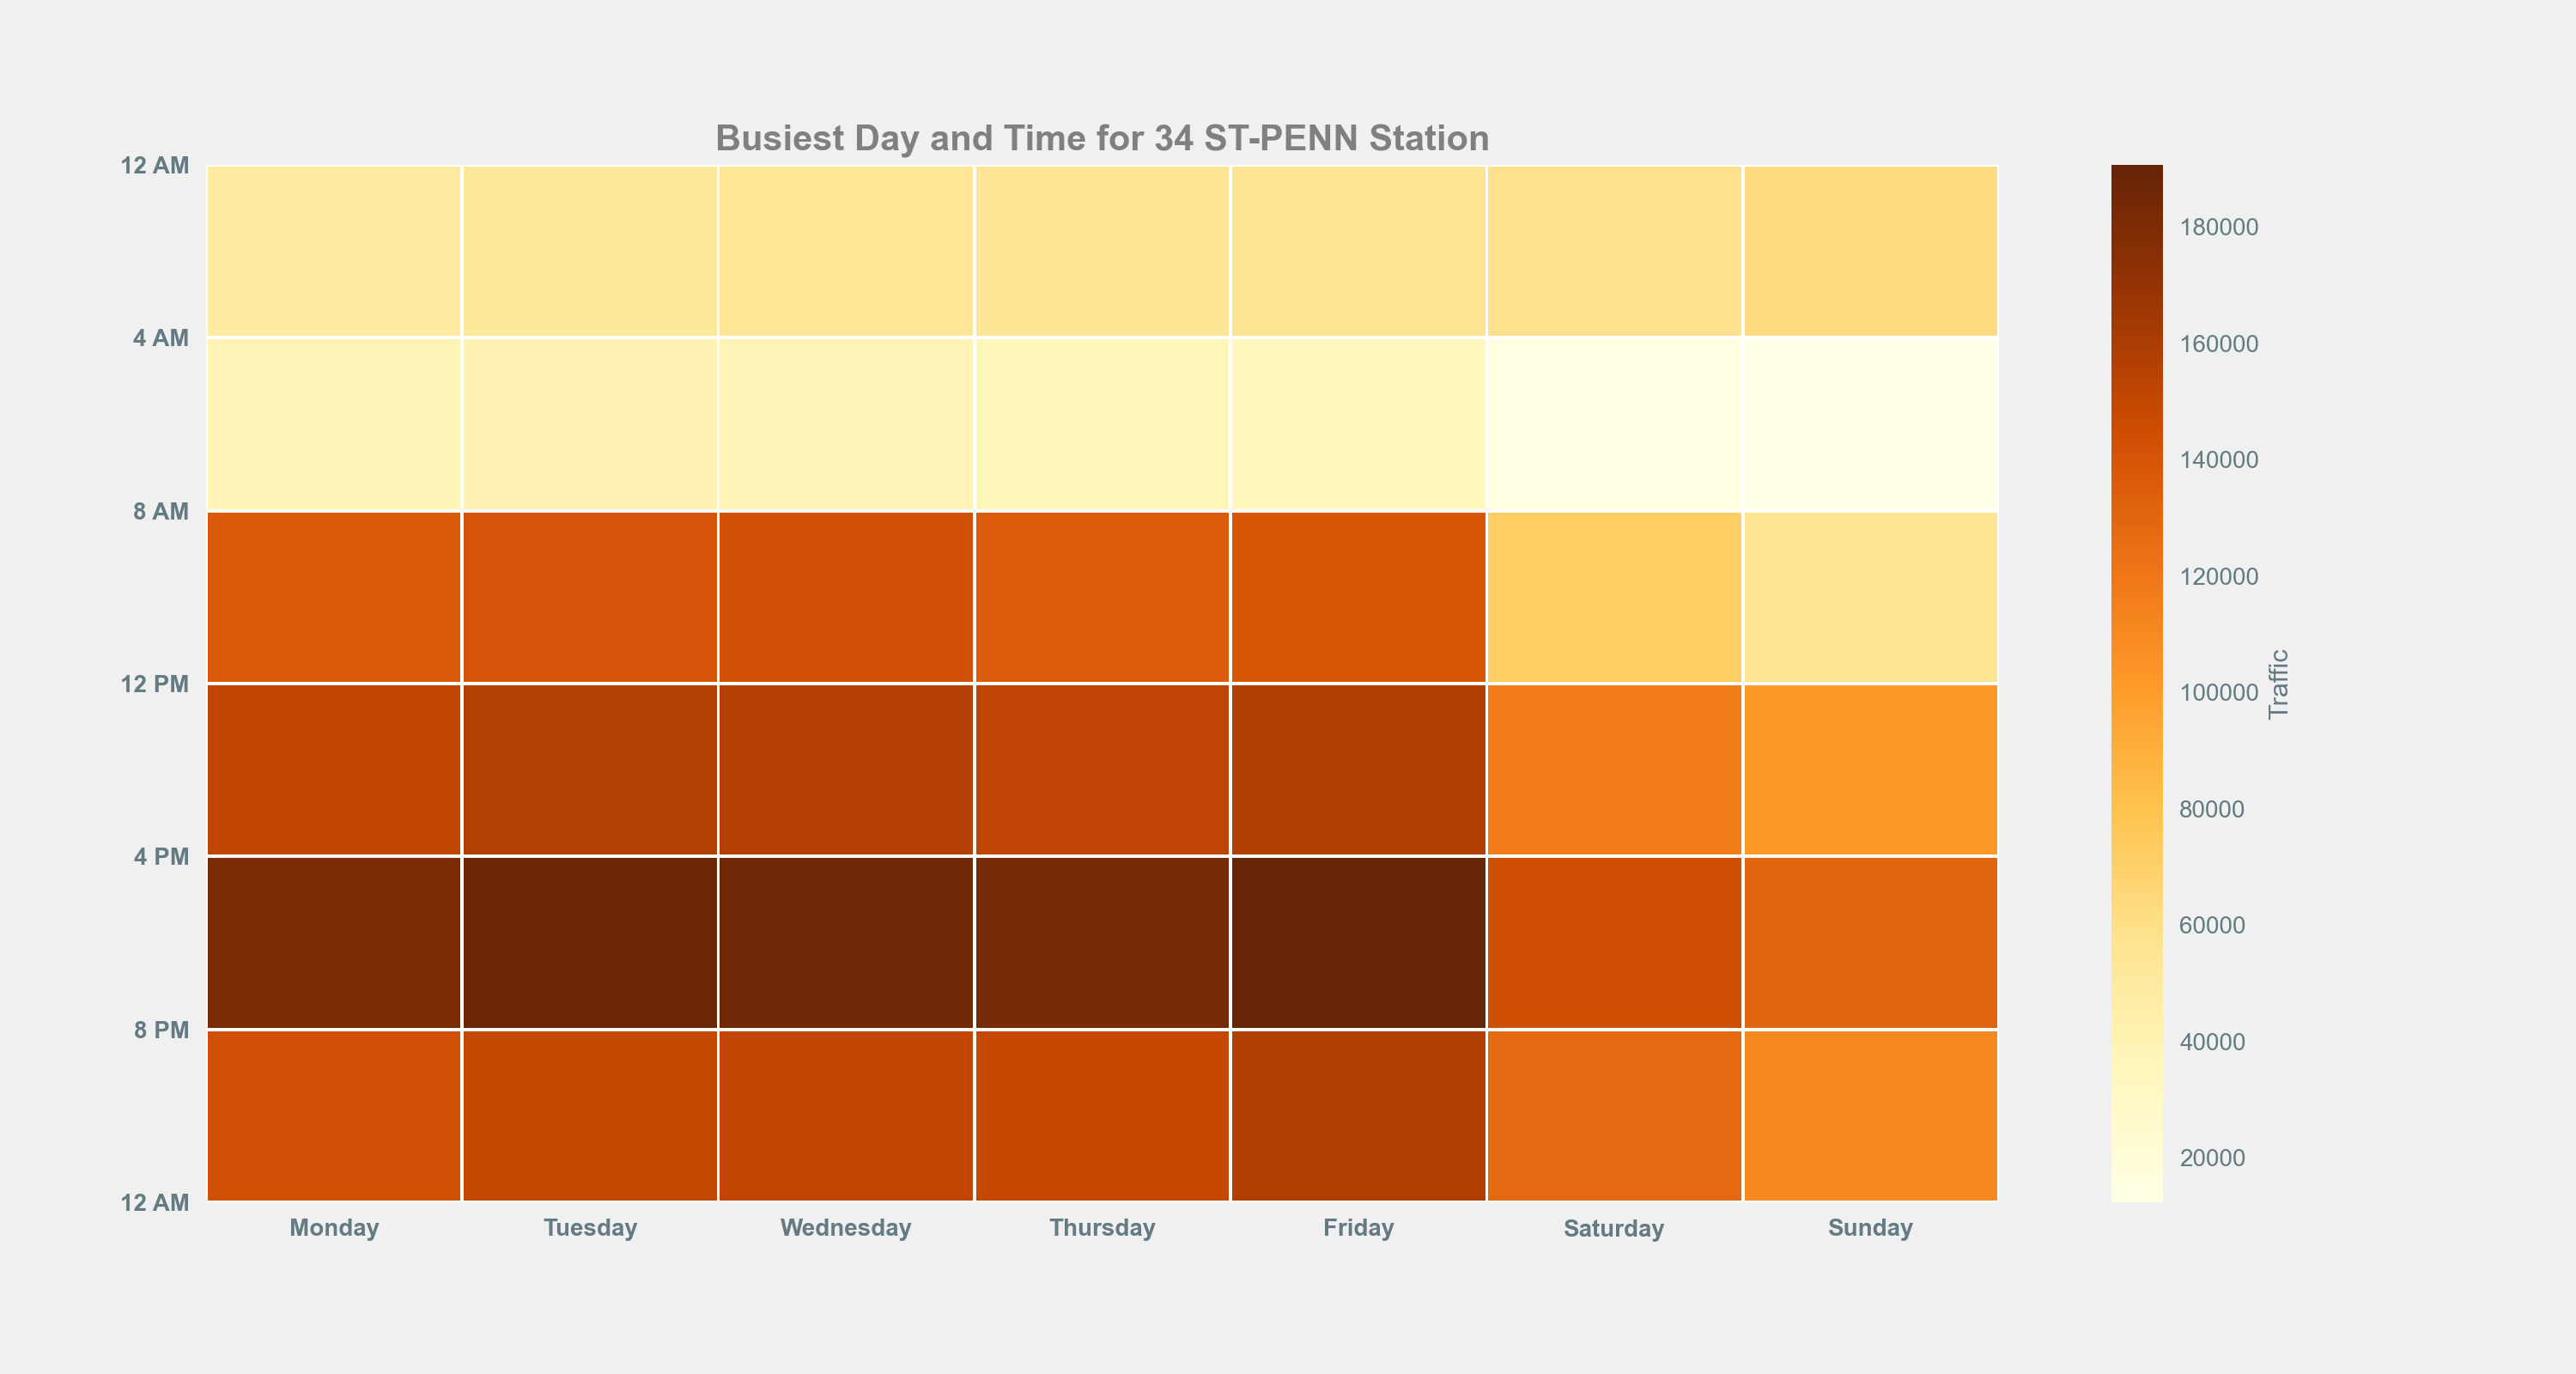 Busiest Day and Time for 34 ST-PENN Station
12 AM
4 AM
8 AM
12 PM
4 PM
8 PM
12 AM
Monday Tuesday Wednesday Thursday Friday Saturday Sunday
180000
160000
140000
120000
100000
80000
60000
40000
20000
Traffic